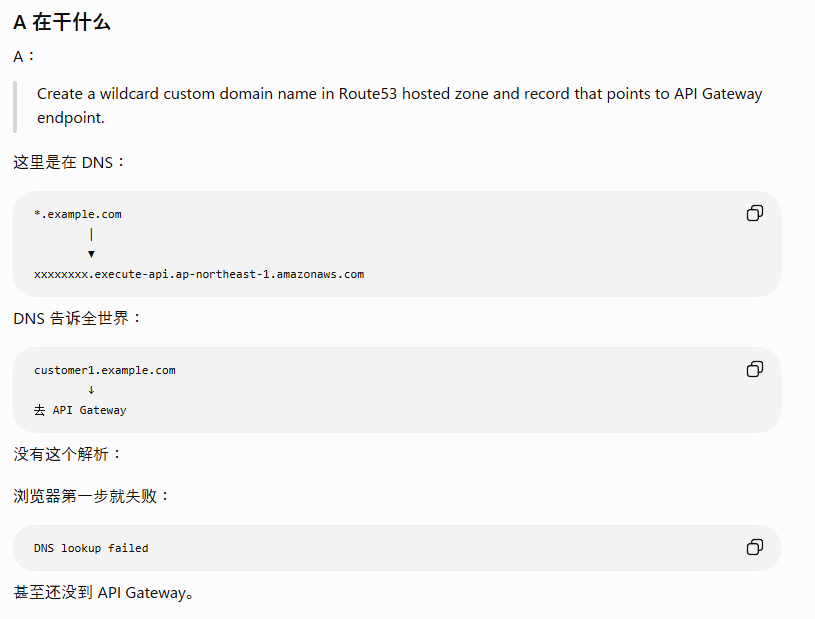 A 在干什么
A：
Create a wildcard custom domain name in Route53 hosted zone and record that points to API Gateway
endpoint.
这里是在 DNS：
*.example.com
|
▼
xxxxxxxx.execute-api.ap-northeast-1.amazonaws.com
DNS 告诉全世界：
customer1.example.com
↓
去 API Gateway
没有这个解析：
浏览器第一步就失败：
DNS lookup failed
甚至还没到 API Gateway。